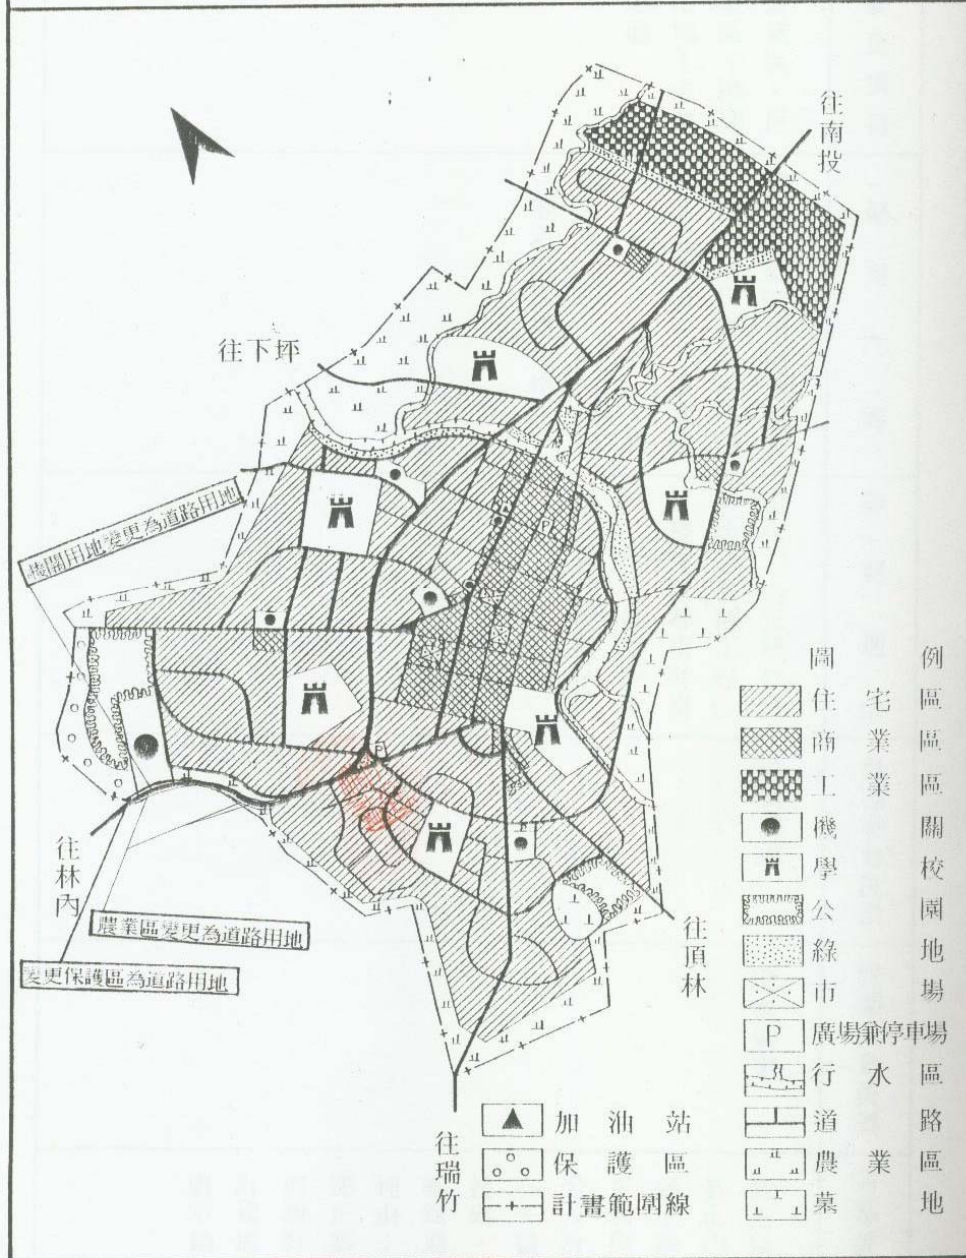 往南投
往下坪
機關用地變更為道路用地
往林內
農業區變更為道路用地
變更保護區為道路用地
往頂林
往瑞竹
P
P
圖例
住宅區
商業區
工業區
機關
學校
公園
綠地
市場
P 廣場兼停車場
行水區
道路
農業區
墓地
加油站
保護區
計畫範圍線